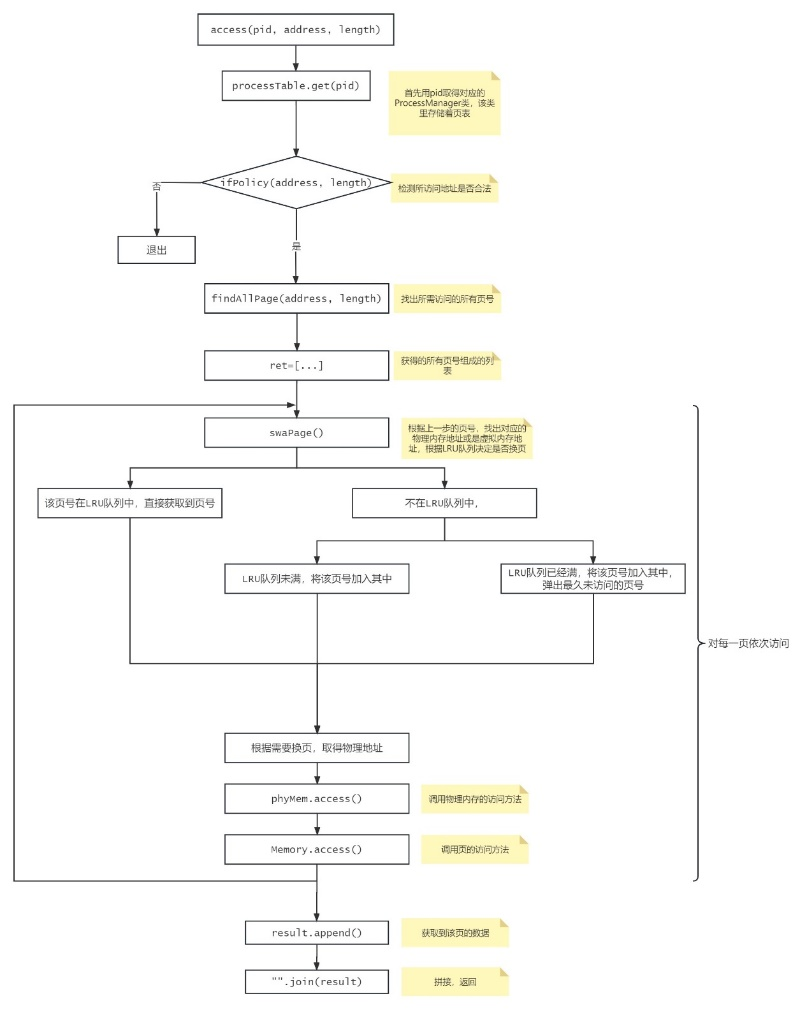 access(pid, address, length)
processTable.get(pid)
首先用pid取得对应的
ProcessManager类，该类
里存储着页表
ifPolicy(address, length)
检测所访问地址是否合法
否
退出
是
findAllPage(address, length)
找出所需访问的所有页号
ret=[...]
获得的所有页号组成的列
表
swaPage()
根据上一步的页号，找出对应的
物理内存地址或是虚拟内存地
址，根据LRU队列决定是否换页
该页号在LRU队列中，直接获取到页号
不在LRU队列中，
LRU队列未满，将该页号加入其中
LRU队列已经满，将该页号加入其中，
弹出最久未访问的页号
对每一页依次访问
根据需要换页，取得物理地址
phyMem.access()
调用物理内存的访问方法
Memory.access()
调用页的访问方法
result.append()
获取到该页的数据
"".join(result)
拼接，返回